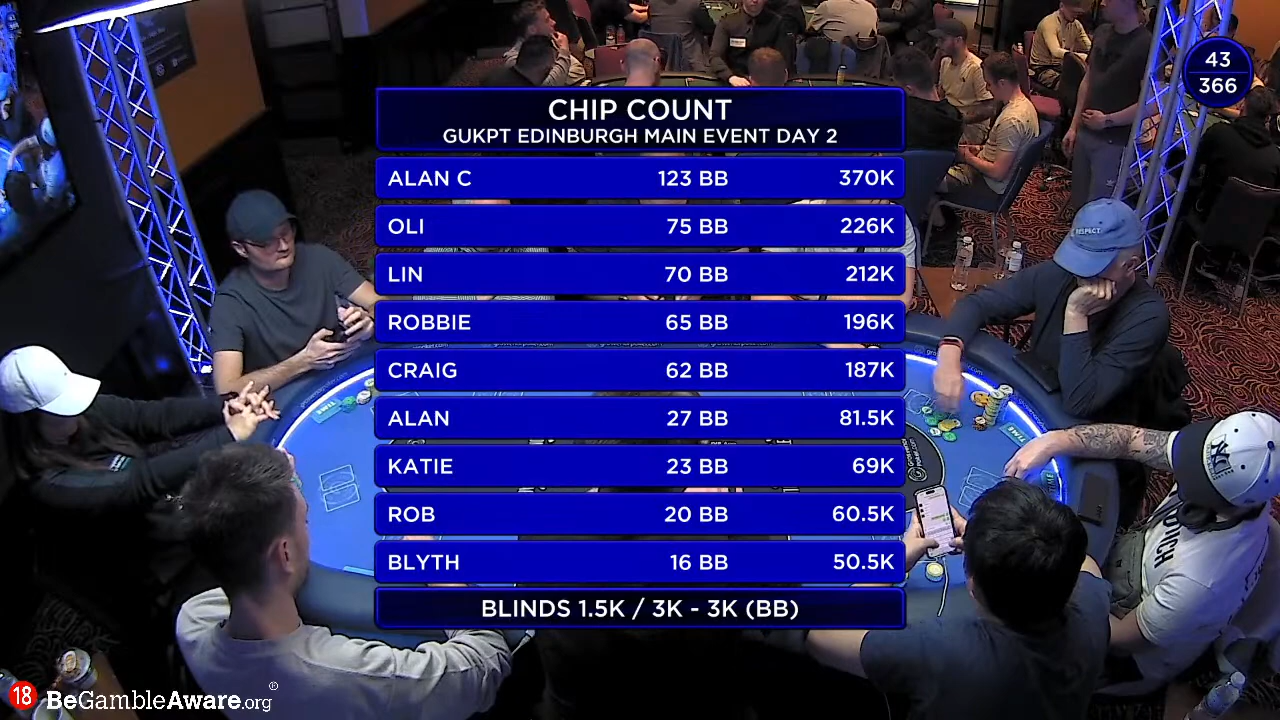 43
366
CHIP COUNT
GUKPT EDINBURGH MAIN EVENT DAY 2
ALAN C 123 BB 370K
OLI 75 BB 226K
LIN 70 BB 212K
ROBBIE 65 BB 196K
CRAIG 62 BB 187K
ALAN 27 BB 81.5K
KATIE 23 BB 69K
ROB 20 BB 60.5K
BLYTH 16 BB 50.5K
BLINDS 1.5K / 3K - 3K (BB)
RESPECT
TIME
TIME
18 BeGambleAware.org®